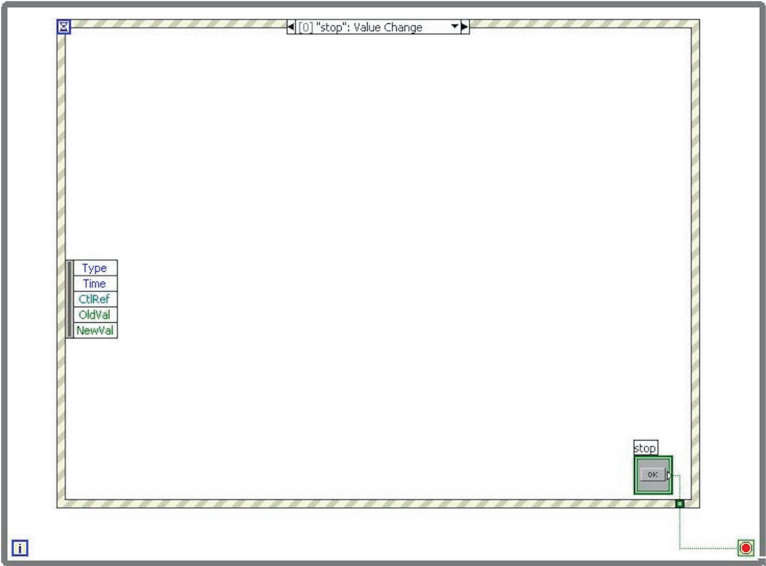 [0] "stop": Value Change
Type
Time
CtlRef
OldVal
NewVal
stop
OK
i